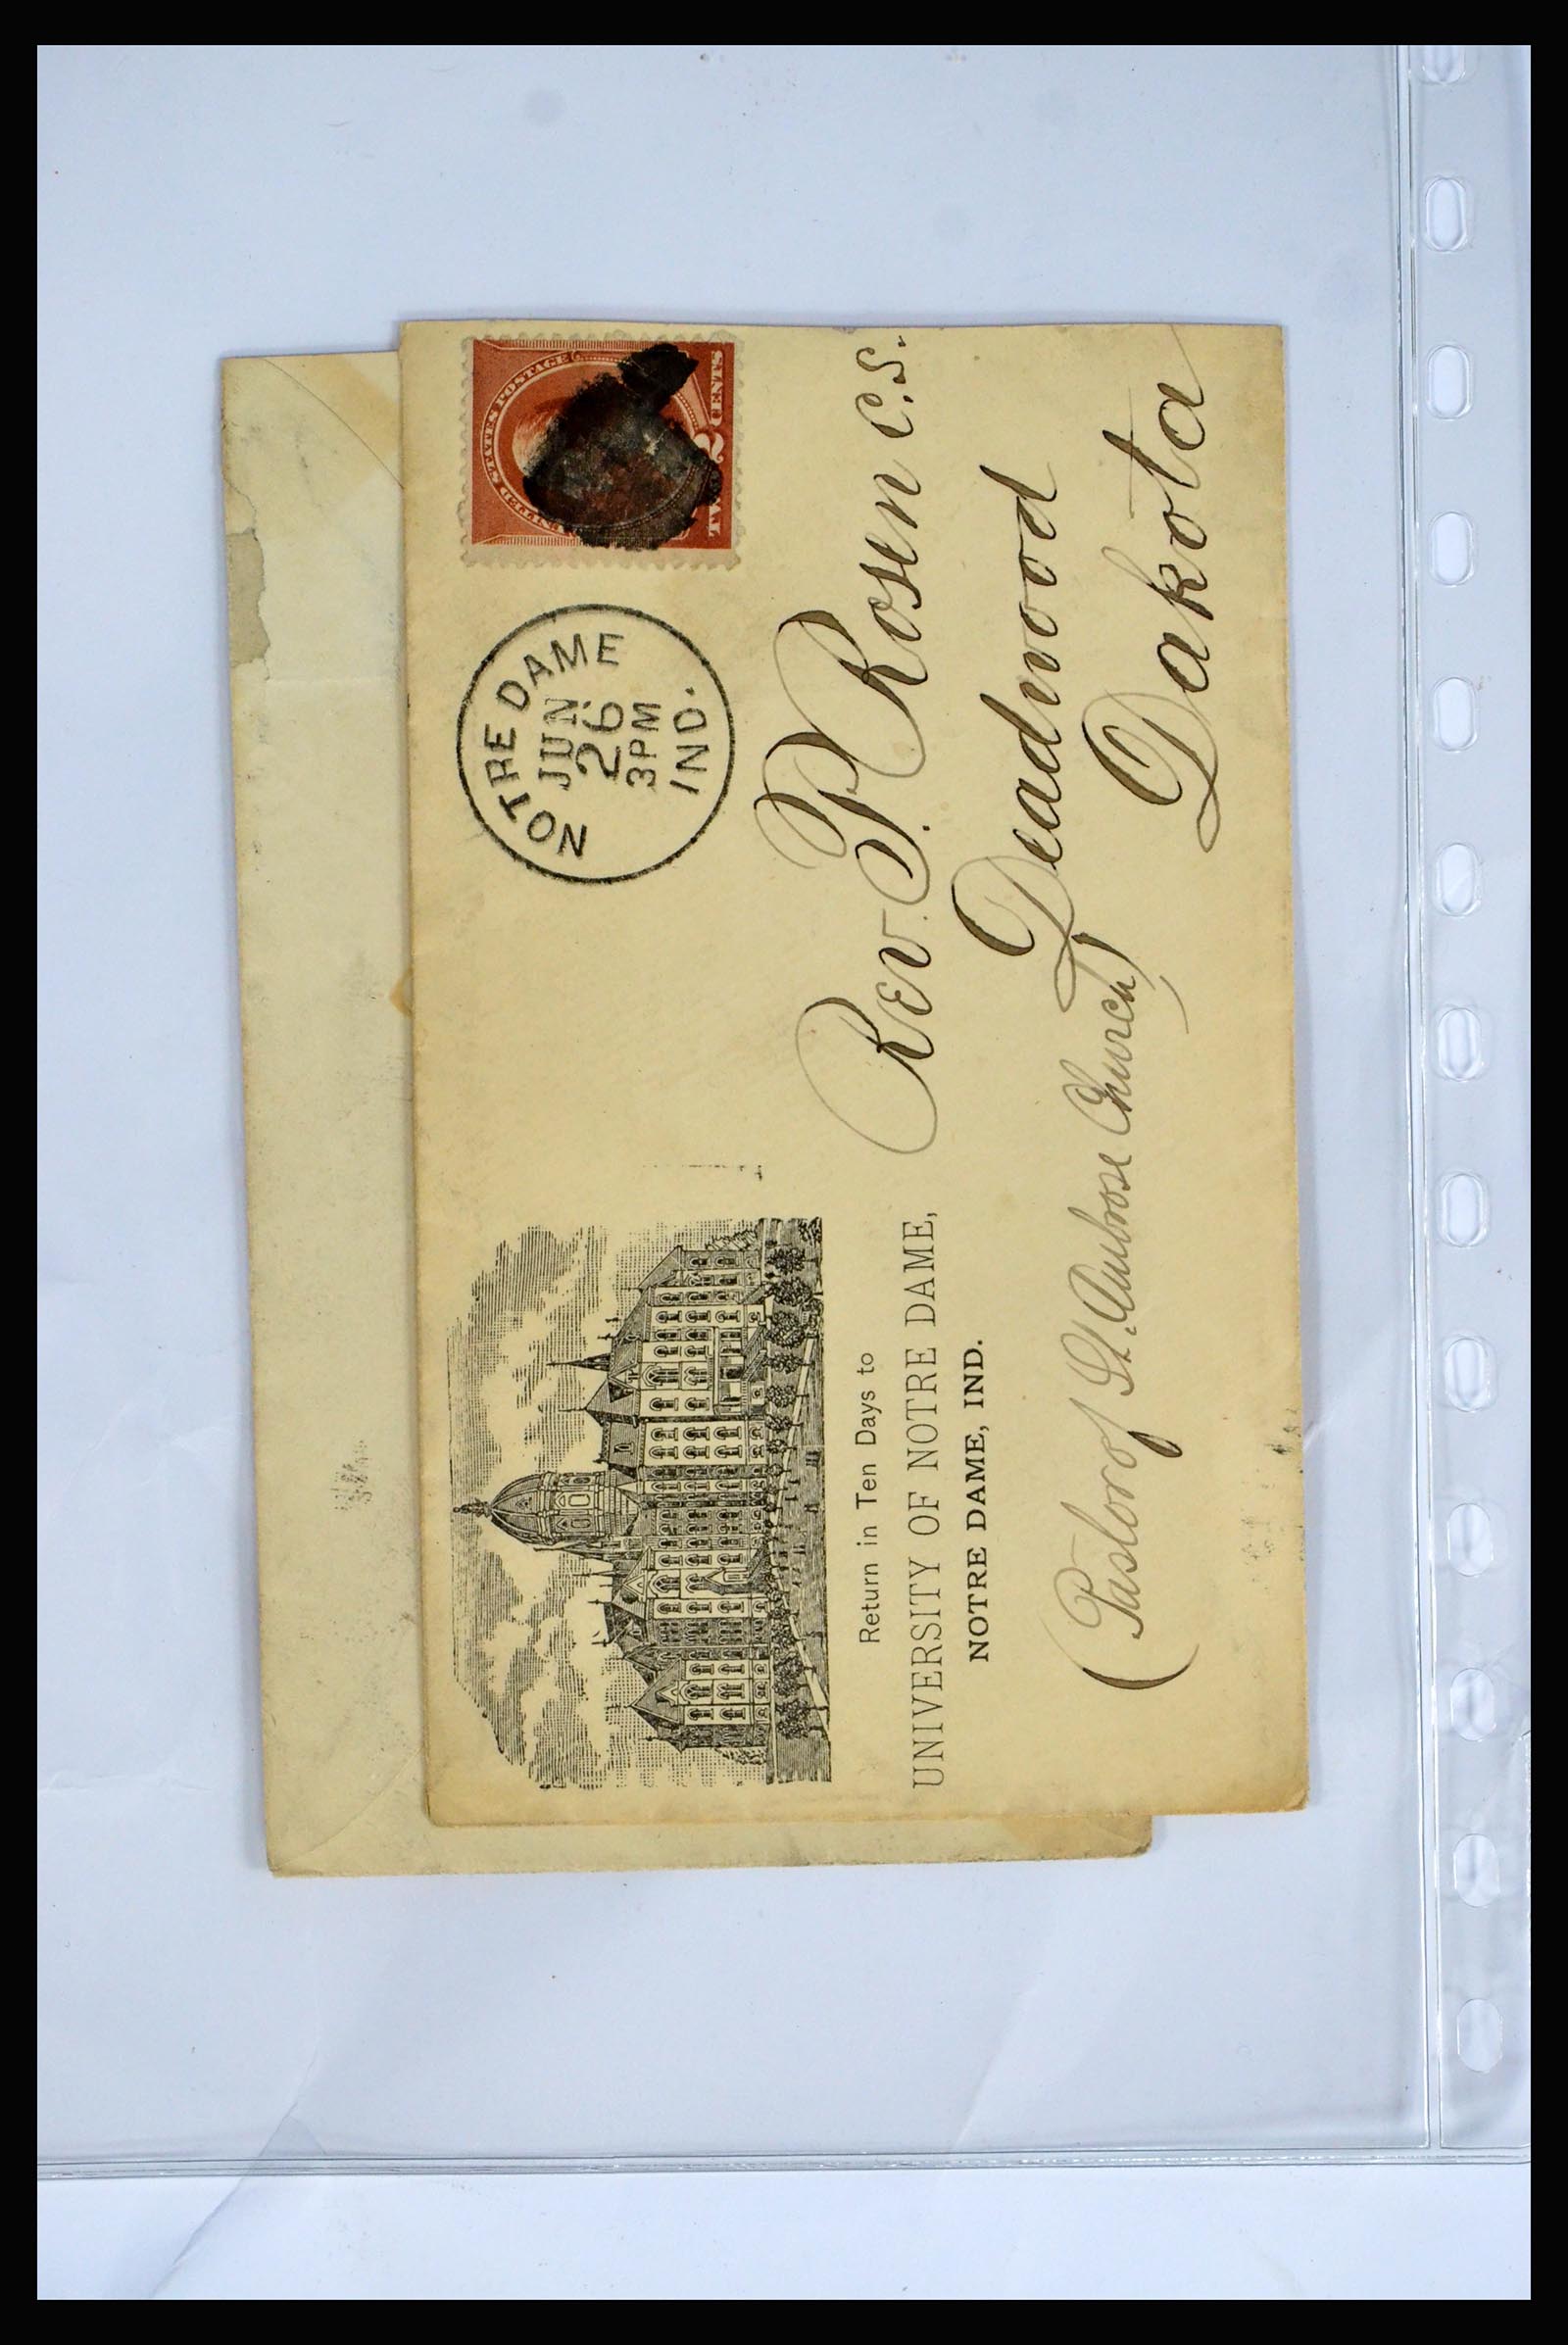 UNITED STATES POSTAGE
TWO 2 CENTS
NOTRE DAME
JUN
26
3PM
IND.
Return in Ten Days to
UNIVERSITY OF NOTRE DAME,
NOTRE DAME, IND.
Rev. P. Rosen C.S.
Deadwood
Dakota
(Pastor of St. Ambrose Church)